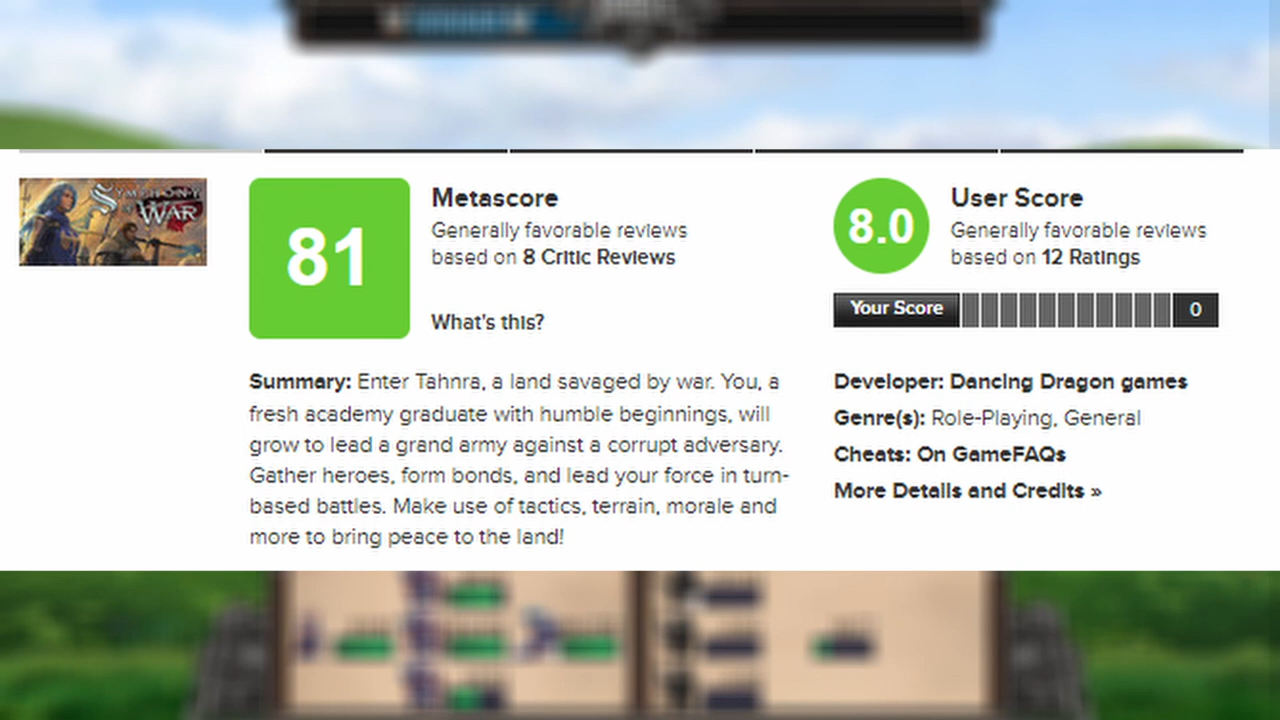 SYMPHONY
OF WAR
81
Metascore
Generally favorable reviews
based on 8 Critic Reviews
What's this?
8.0
User Score
Generally favorable reviews
based on 12 Ratings
Your Score
0
Summary: Enter Tahnra, a land savaged by war. You, a
fresh academy graduate with humble beginnings, will
grow to lead a grand army against a corrupt adversary.
Gather heroes, form bonds, and lead your force in turn-
based battles. Make use of tactics, terrain, morale and
more to bring peace to the land!
Developer: Dancing Dragon games
Genre(s): Role-Playing, General
Cheats: On GameFAQs
More Details and Credits »